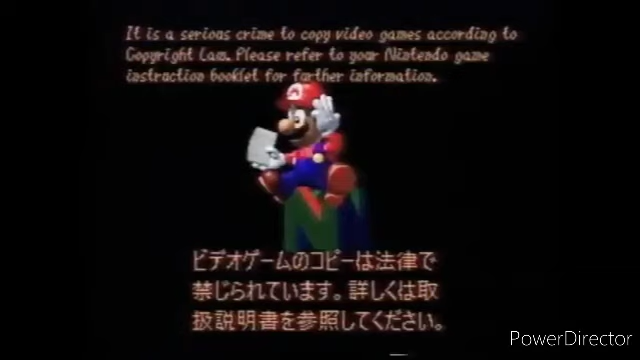 It is a serious crime to copy video games according to
Copyright Law. Please refer to your Nintendo game
instruction booklet for further information.
ビデオゲームのコピーは法律で
禁じられています。詳しくは取
扱説明書を参照してください。
PowerDirector